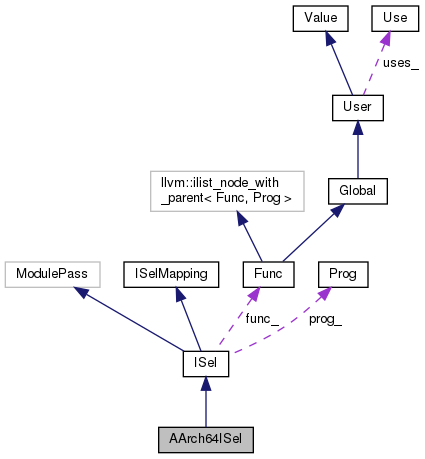 Value
Use
uses_
User
llvm::ilist_node_with
_parent< Func, Prog >
Global
ModulePass
ISelMapping
Func
Prog
func_
prog_
ISel
AArch64ISel